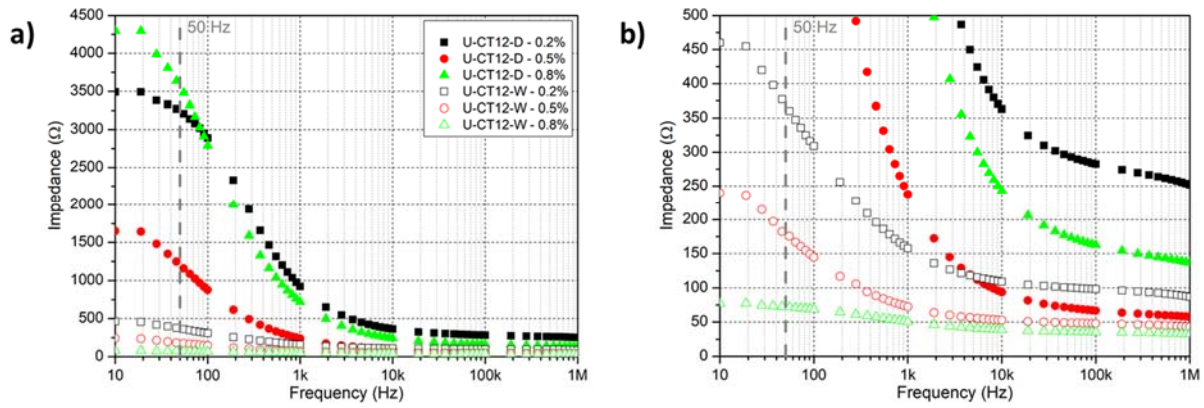 a)
50 Hz
4500
4000
3500
3000
2500
2000
1500
1000
500
0
Impedance (Ω)
10
100
1k
10k
100k
1M
Frequency (Hz)
U-CT12-D - 0.2%
U-CT12-D - 0.5%
U-CT12-D - 0.8%
U-CT12-W - 0.2%
U-CT12-W - 0.5%
U-CT12-W - 0.8%
b)
50 Hz
500
450
400
350
300
250
200
150
100
50
0
Impedance (Ω)
10
100
1k
10k
100k
1M
Frequency (Hz)